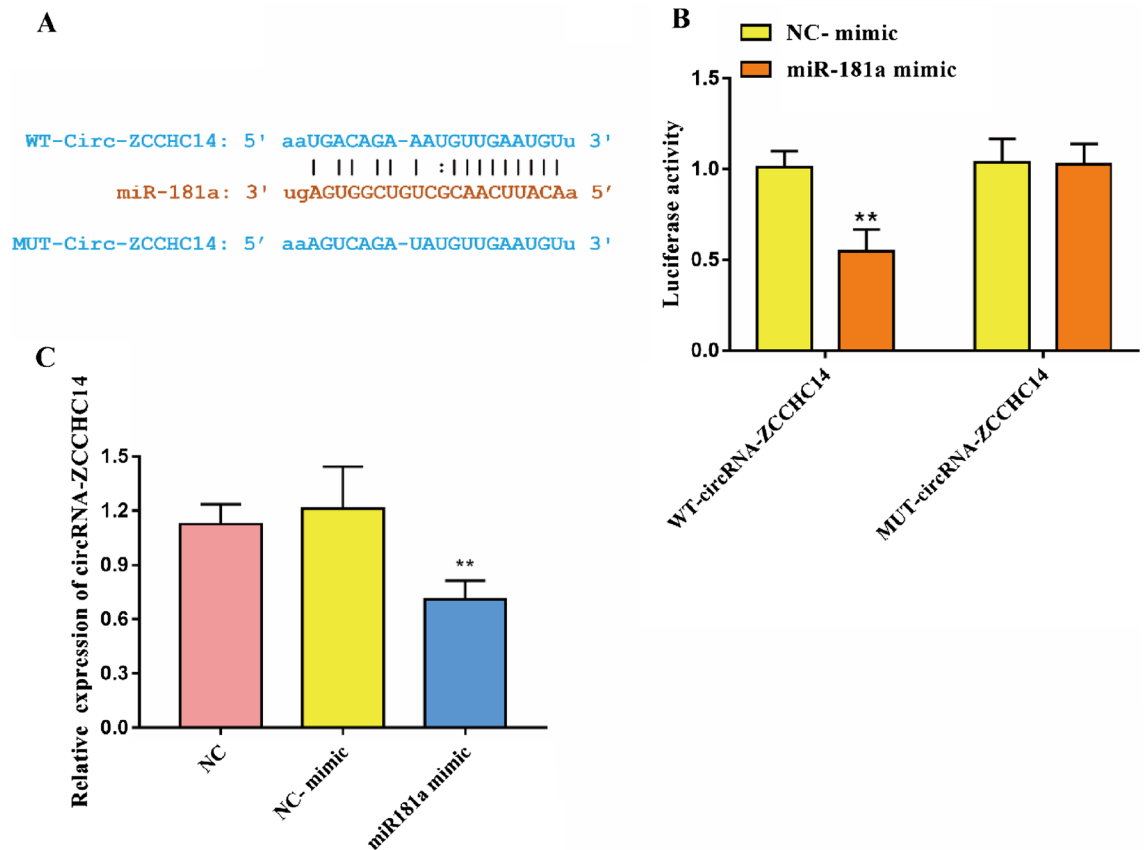 A
WT-Circ-ZCCHC14: 5' aaUGACAGA-AAUGUUGAAUGUu 3'
miR-181a: 3' ugAGUGGCUGUCGCAACUUACAa 5'
MUT-Circ-ZCCHC14: 5' aaAGUCAGA-UAUGUUGAAUGUu 3'
B
NC- mimic
miR-181a mimic
Luciferase activity
1.5
1.0
0.5
0.0
**
WT-circRNA-ZCCHC14
MUT-circRNA-ZCCHC14
C
Relative expression of circRNA-ZCCHC14
1.5
1.2
0.9
0.6
0.3
0.0
**
NC
NC- mimic
miR181a mimic